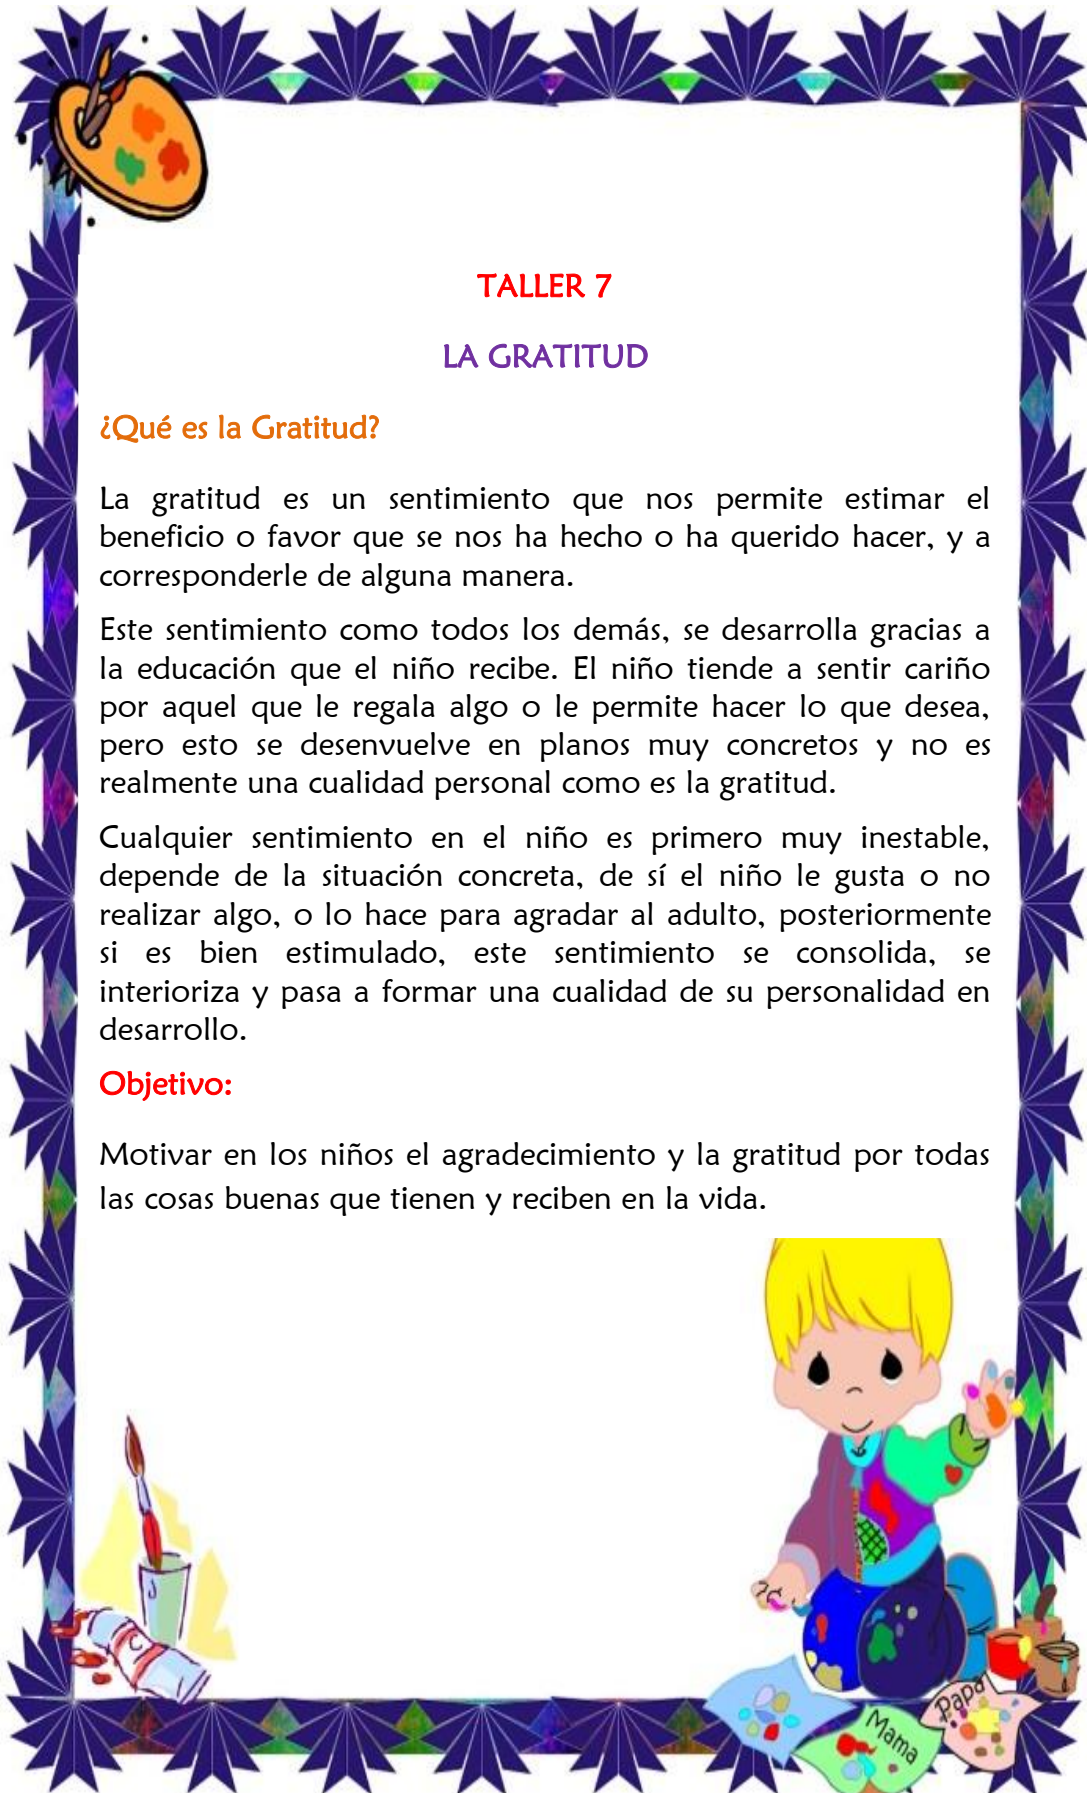 TALLER 7
LA GRATITUD
¿Qué es la Gratitud?
La gratitud es un sentimiento que nos permite estimar el
beneficio o favor que se nos ha hecho o ha querido hacer, y a
corresponderle de alguna manera.
Este sentimiento como todos los demás, se desarrolla gracias a
la educación que el niño recibe. El niño tiende a sentir cariño
por aquel que le regala algo o le permite hacer lo que desea,
pero esto se desenvuelve en planos muy concretos y no es
realmente una cualidad personal como es la gratitud.
Cualquier sentimiento en el niño es primero muy inestable,
depende de la situación concreta, de sí el niño le gusta o no
realizar algo, o lo hace para agradar al adulto, posteriormente
si es bien estimulado, este sentimiento se consolida, se
interioriza y pasa a formar una cualidad de su personalidad en
desarrollo.
Objetivo:
Motivar en los niños el agradecimiento y la gratitud por todas
las cosas buenas que tienen y reciben en la vida.
Papa
Mama